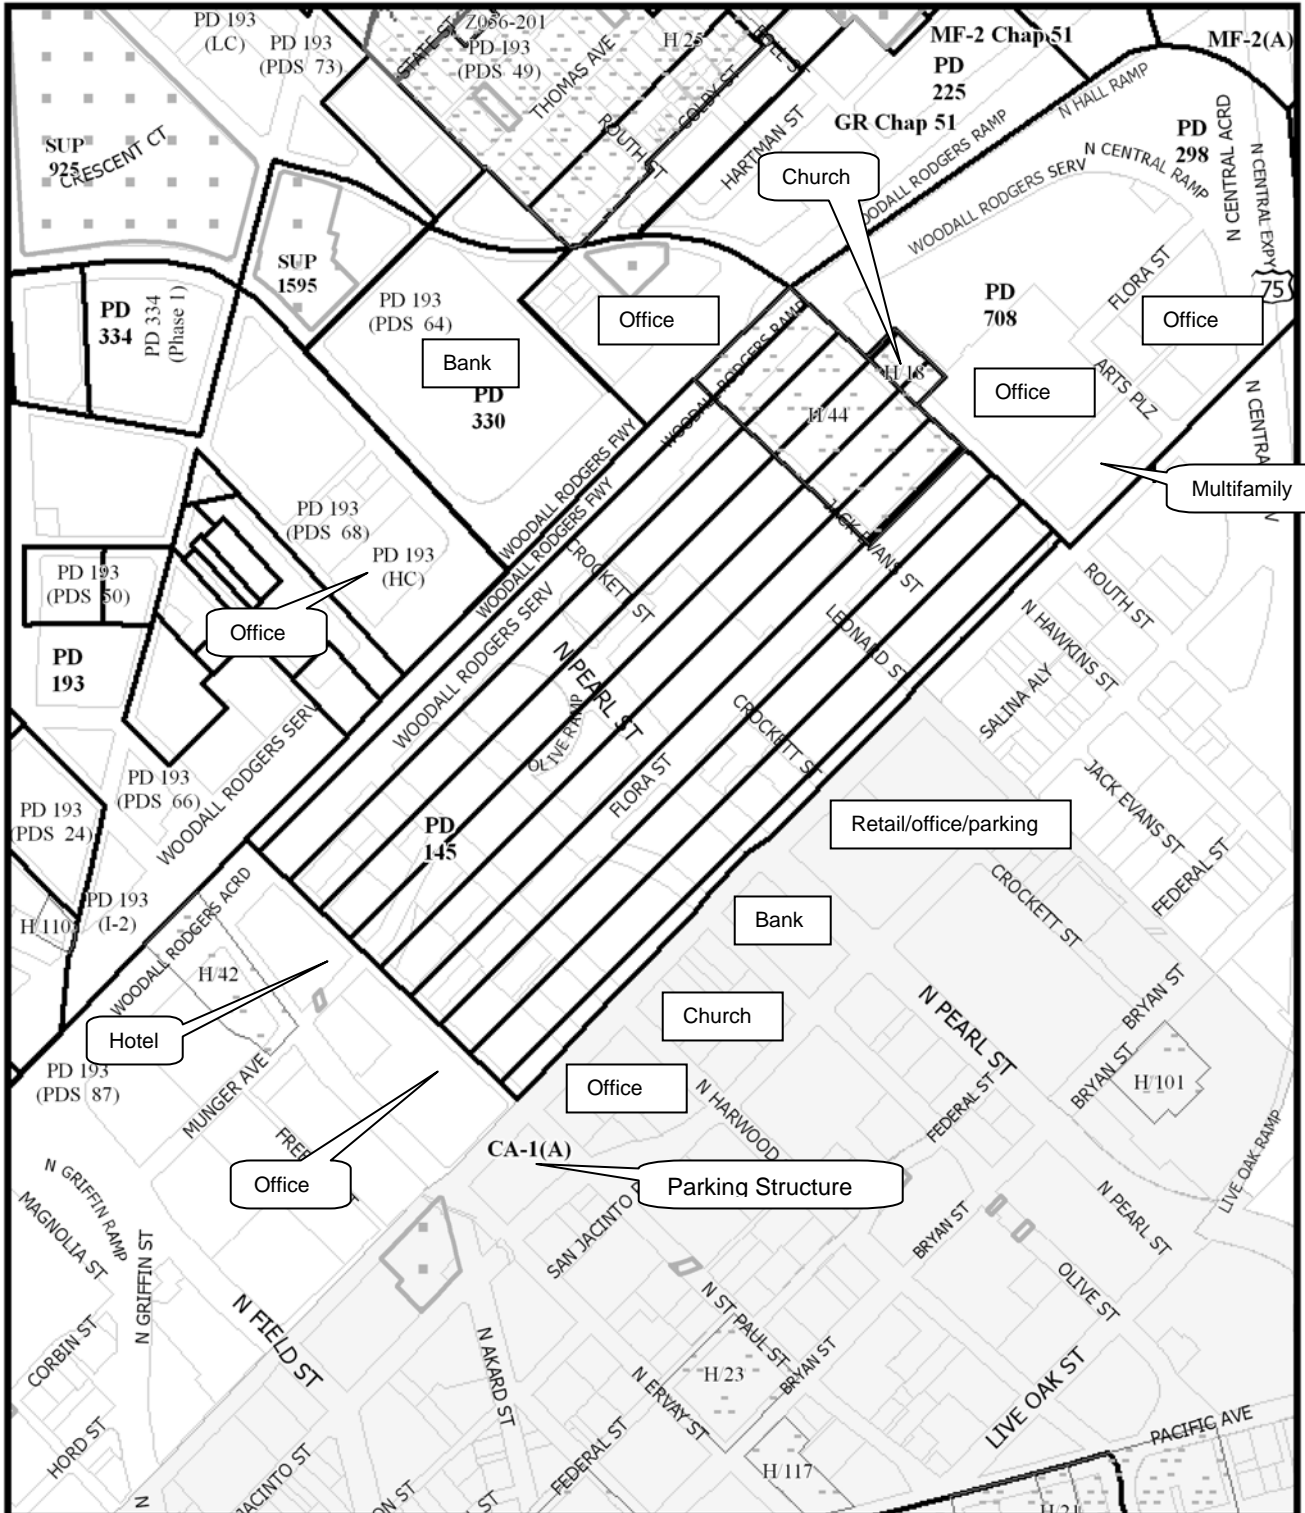 PD 193
(LC)
PD 193
(PDS 73)
STATE ST
Z056-201
PD 193
(PDS 49)
THOMAS AVE
H/25
ROUTH ST
COLBY ST
HARTMAN ST
MF-2 Chap 51
PD
225
GR Chap 51
MF-2(A)
N HALL RAMP
WOODALL RODGERS SERV
N CENTRAL RAMP
PD
298
N CENTRAL ACRD
N CENTRAL EXPY
75
SUP
925
CRESCENT CT
SUP
1595
PD
334
PD 334
(Phase 1)
PD 193
(PDS 64)
Bank
PD
330
Office
Church
H/18
H/44
WOODALL RODGERS RAMP
PD
708
FLORA ST
Office
Office
ARTS PLZ
Multifamily
PD 193
(PDS 68)
PD 193
(HC)
PD 193
(PDS 50)
PD
193
Office
WOODALL RODGERS FWY
WOODALL RODGERS FWY
WOODALL RODGERS SERV
CROCKETT ST
JACK EVANS ST
LEONARD ST
N PEARL ST
OLIVE RAMP
CROCKETT ST
FLORA ST
ROUTH ST
N HAWKINS ST
SALINA ALY
JACK EVANS ST
FEDERAL ST
PD 193
(PDS 66)
WOODALL RODGERS SERV
PD 193
(PDS 24)
PD
145
Retail/office/parking
CROCKETT ST
H/110
PD 193
(I-2)
WOODALL RODGERS ACRD
H/42
Bank
Church
Hotel
PD 193
(PDS 87)
MUNGER AVE
Office
N HARWOOD
N PEARL ST
FEDERAL ST
BRYAN ST
BRYAN ST
H/101
LIVE OAK RAMP
CA-1(A)
Office
Parking Structure
N GRIFFIN RAMP
MAGNOLIA ST
N GRIFFIN ST
N FIELD ST
CORBIN ST
HORD ST
N AKARD ST
N ST PAUL ST
H/23
BRYAN ST
N ERVAY ST
FEDERAL ST
H/117
BRYAN ST
N PEARL ST
OLIVE ST
LIVE OAK ST
PACIFIC AVE